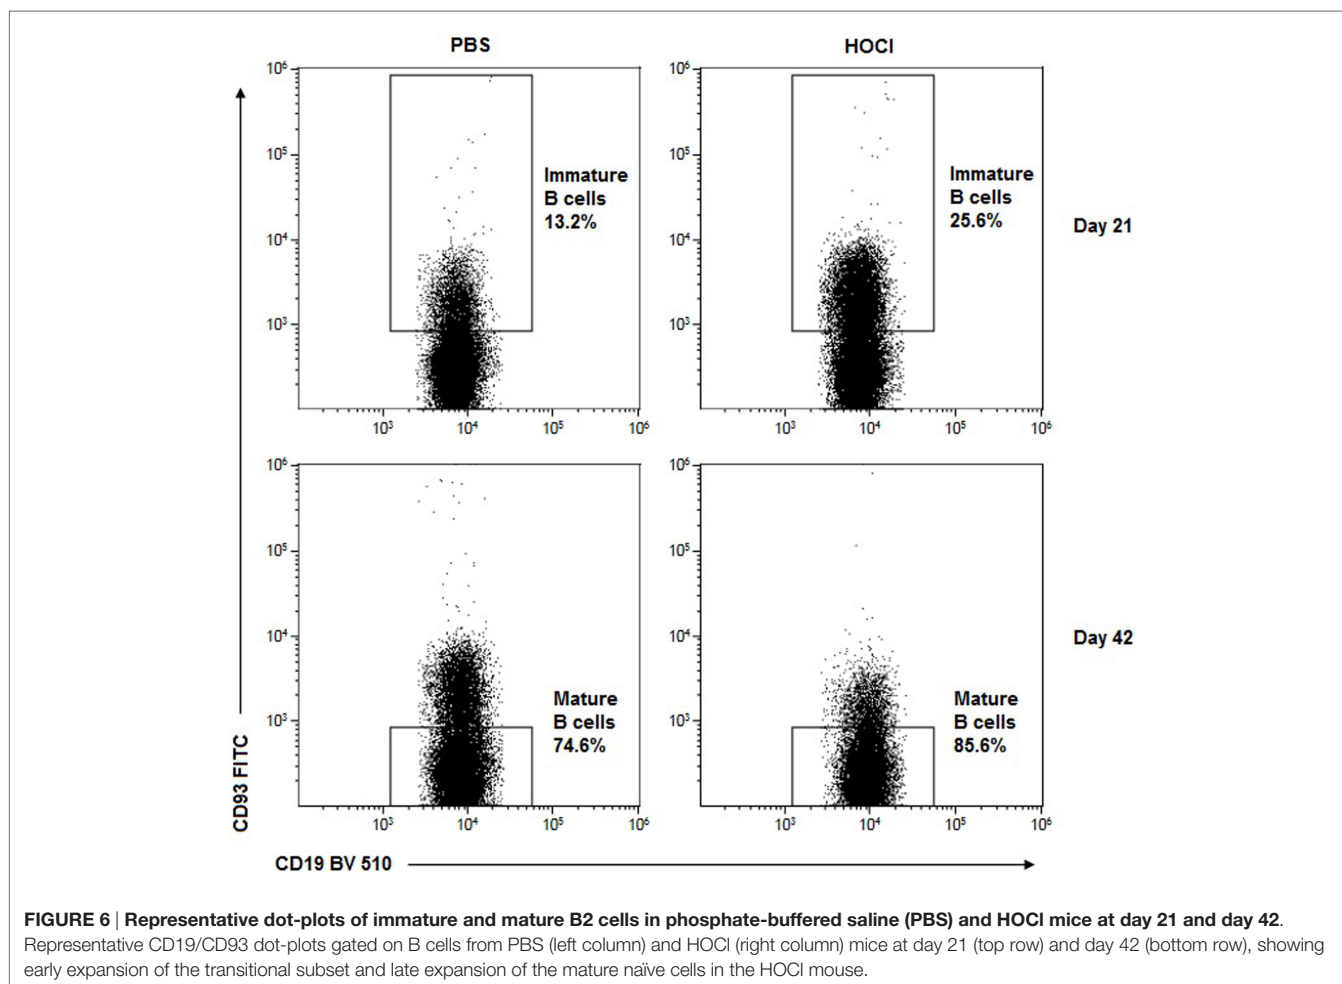 PBS
HOCl
10⁶
10⁵
10⁴
10³
Immature
B cells
13.2%
10³
10⁴
10⁵
10⁶
10⁶
10⁵
10⁴
10³
Immature
B cells
25.6%
10³
10⁴
10⁵
10⁶
Day 21
10⁶
10⁵
10⁴
10³
Mature
B cells
74.6%
10³
10⁴
10⁵
10⁶
10⁶
10⁵
10⁴
10³
Mature
B cells
85.6%
10³
10⁴
10⁵
10⁶
Day 42
CD93 FITC
CD19 BV 510
FIGURE 6 | Representative dot-plots of immature and mature B2 cells in phosphate-buffered saline (PBS) and HOCl mice at day 21 and day 42.
Representative CD19/CD93 dot-plots gated on B cells from PBS (left column) and HOCl (right column) mice at day 21 (top row) and day 42 (bottom row), showing
early expansion of the transitional subset and late expansion of the mature naïve cells in the HOCl mouse.